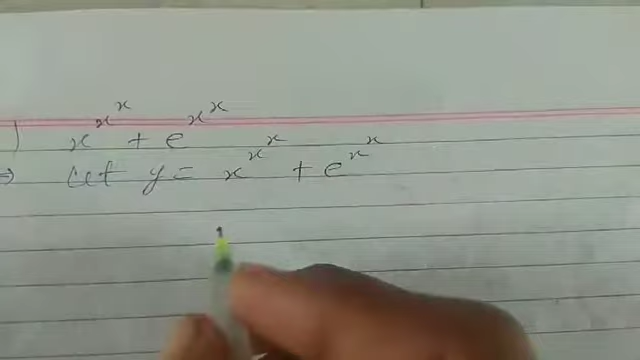 ) x^{x^x} + e^{x^x}
⇒ Let y = x^{x^x} + e^{x^x}